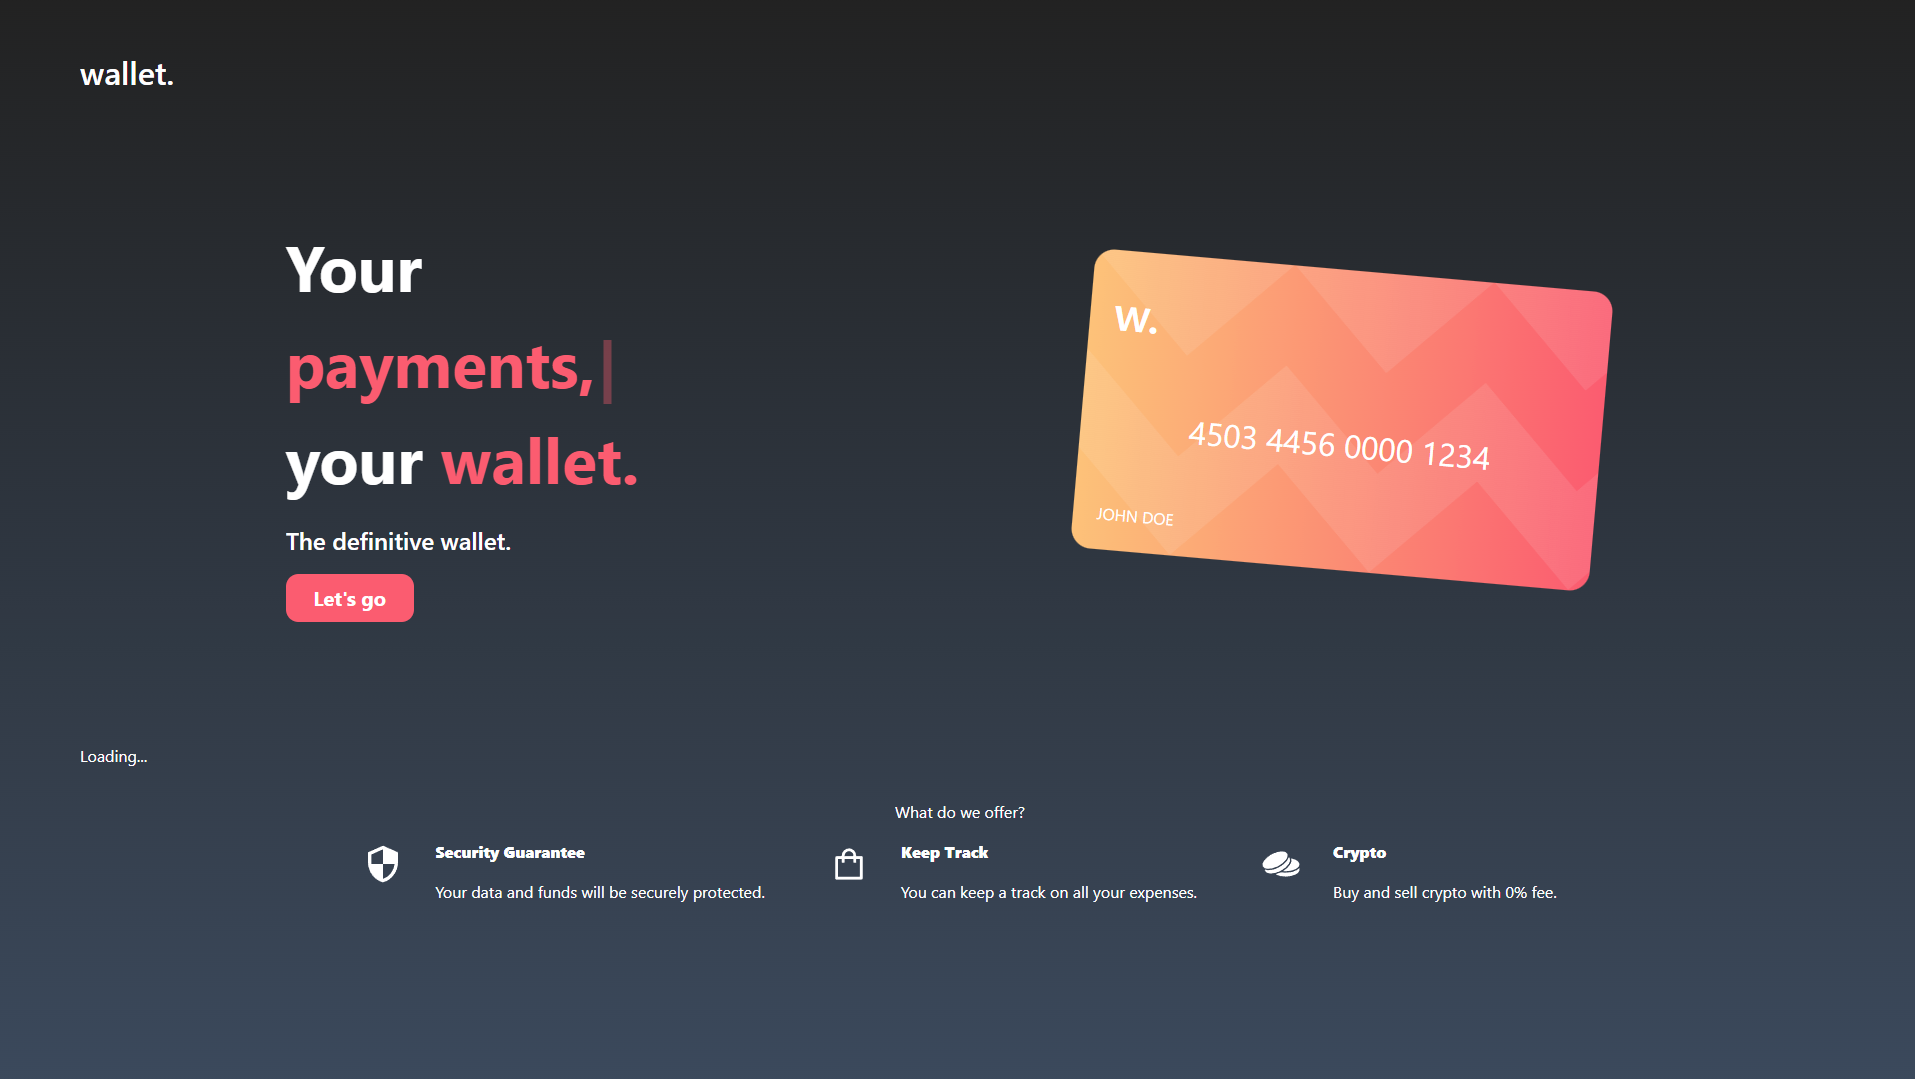 wallet.
Your
payments,
your wallet.
The definitive wallet.
Let's go
W.
4503 4456 0000 1234
JOHN DOE
Loading...
What do we offer?
Security Guarantee
Your data and funds will be securely protected.
Keep Track
You can keep a track on all your expenses.
Crypto
Buy and sell crypto with 0% fee.